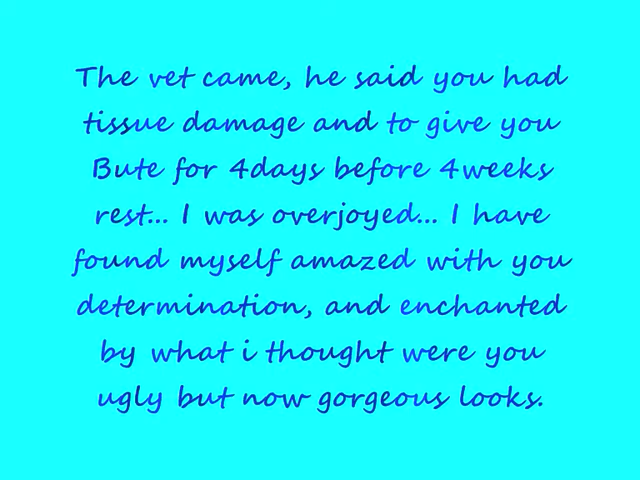 The vet came, he said you had
tissue damage and to give you
Bute for 4days before 4weeks
rest... I was overjoyed... I have
found myself amazed with you
determination, and enchanted
by what i thought were you
ugly but now gorgeous looks.